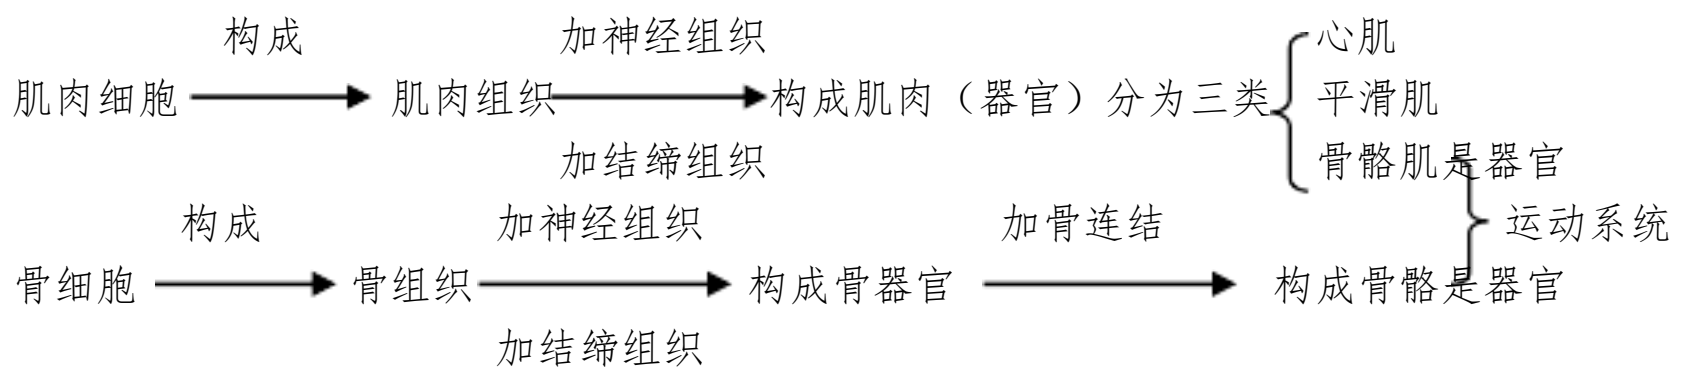 构成 加神经组织 心肌
肌肉细胞 肌肉组织 构成肌肉（器官）分为三类 平滑肌
加结缔组织 骨骼肌是器官
构成 加神经组织 加骨连结 运动系统
骨细胞 骨组织 构成骨器官 构成骨骼是器官
加结缔组织